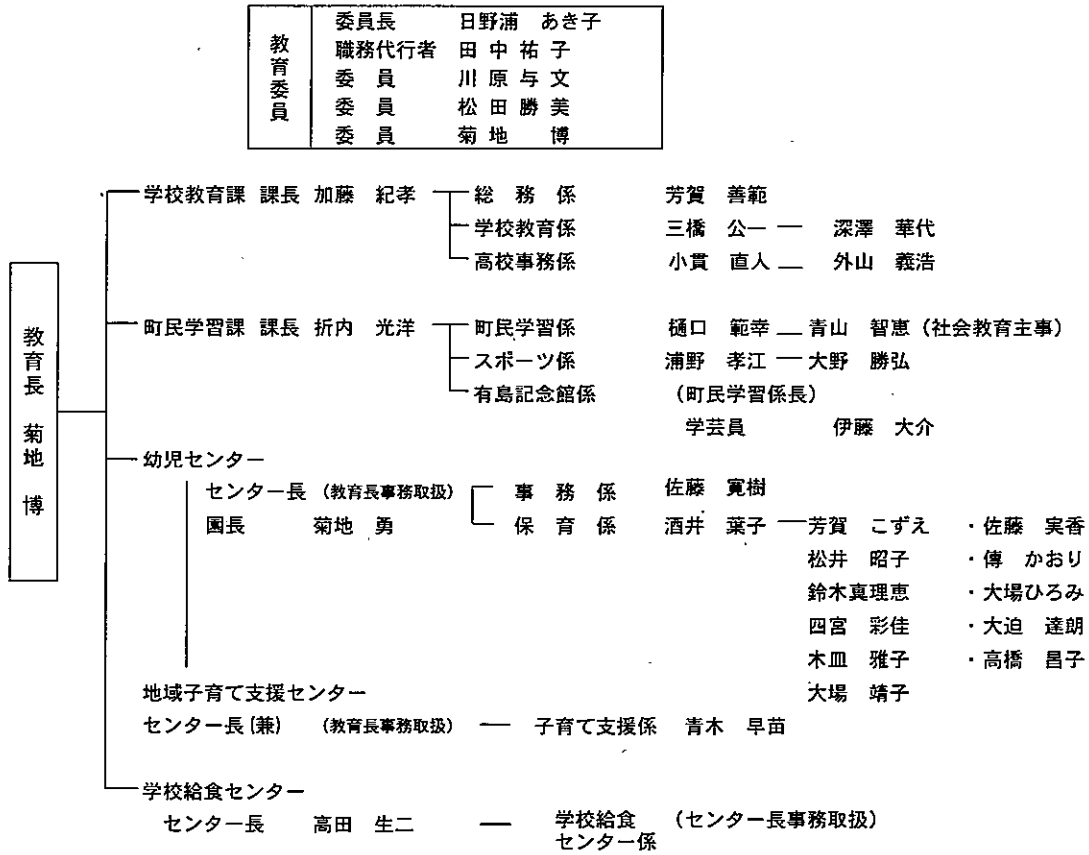 教育委員
委員長 日野浦 あき子
職務代行者 田中祐子
委員 川原与文
委員 松田勝美
委員 菊地 博
教育長 菊地 博
学校教育課 課長 加藤 紀孝 総務係 芳賀 善範
学校教育係 三橋 公一 深澤 華代
高校事務係 小貫 直人 外山 義浩
町民学習課 課長 折内 光洋 町民学習係 樋口 範幸 青山 智恵(社会教育主事)
スポーツ係 浦野 孝江 大野 勝弘
有島記念館係 (町民学習係長)
学芸員 伊藤 大介
幼児センター
センター長 (教育長事務取扱) 事務係 佐藤 寛樹
園長 菊地 勇 保育係 酒井 葉子 芳賀 こずえ ・佐藤 実香
松井 昭子 ・傳 かおり
鈴木真理恵 ・大場ひろみ
四宮 彩佳 ・大迫 達朗
木皿 雅子 ・高橋 昌子
大場 靖子
地域子育て支援センター
センター長(兼) (教育長事務取扱) 子育て支援係 青木 早苗
学校給食センター
センター長 高田 生二 学校給食 (センター長事務取扱)
センター係